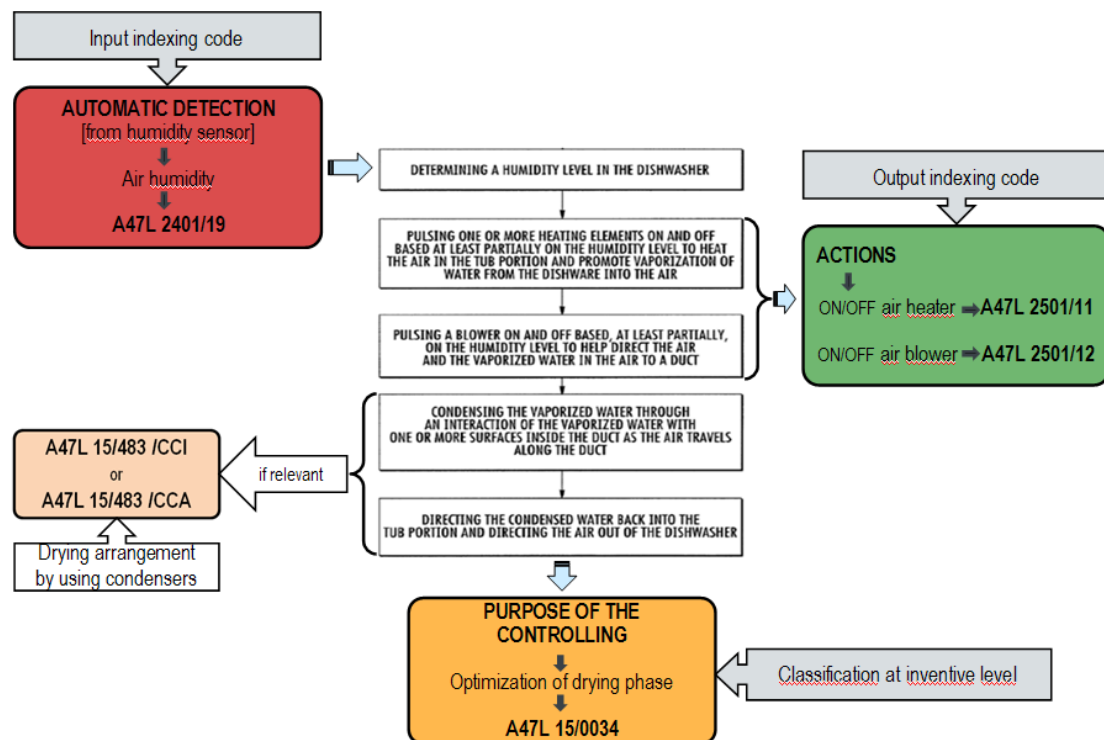 Input indexing code
AUTOMATIC DETECTION
[from humidity sensor]
Air humidity
A47L 2401/19
DETERMINING A HUMIDITY LEVEL IN THE DISHWASHER
Output indexing code
PULSING ONE OR MORE HEATING ELEMENTS ON AND OFF
BASED AT LEAST PARTIALLY ON THE HUMIDITY LEVEL TO HEAT
THE AIR IN THE TUB PORTION AND PROMOTE VAPORIZATION OF
WATER FROM THE DISHWARE INTO THE AIR
ACTIONS
ON/OFF air heater A47L 2501/11
ON/OFF air blower A47L 2501/12
PULSING A BLOWER ON AND OFF BASED, AT LEAST PARTIALLY,
ON THE HUMIDITY LEVEL TO HELP DIRECT THE AIR
AND THE VAPORIZED WATER IN THE AIR TO A DUCT
CONDENSING THE VAPORIZED WATER THROUGH
AN INTERACTION OF THE VAPORIZED WATER WITH
ONE OR MORE SURFACES INSIDE THE DUCT AS THE AIR TRAVELS
ALONG THE DUCT
A47L 15/483 /CCI
or
A47L 15/483 /CCA
if relevant
Drying arrangement
by using condensers
DIRECTING THE CONDENSED WATER BACK INTO THE
TUB PORTION AND DIRECTING THE AIR OUT OF THE DISHWASHER
PURPOSE OF THE
CONTROLLING
Optimization of drying phase
A47L 15/0034
Classification at inventive level